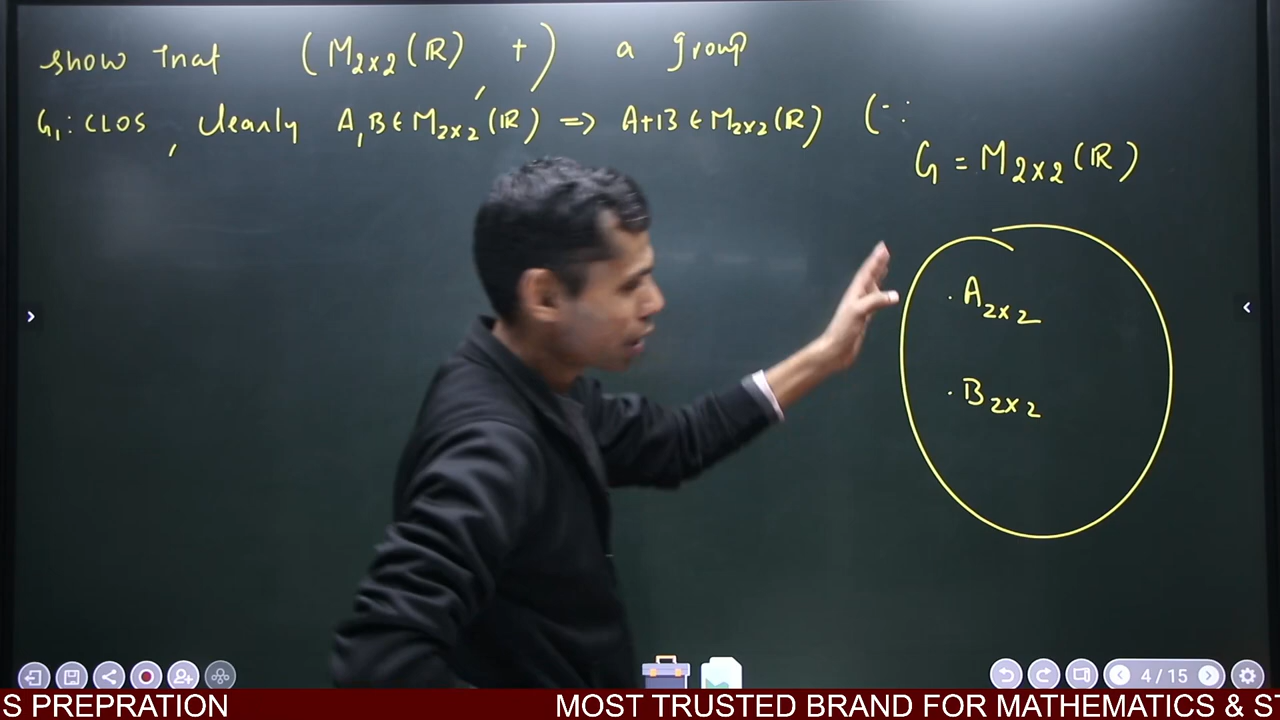 show that (M₂ₓ₂(ℝ), +) a group
G₁: CLOS, clearly A, B ∈ M₂ₓ₂(ℝ) => A+B ∈ M₂ₓ₂(ℝ) (∵
G = M₂ₓ₂(ℝ)
· A₂ₓ₂
· B₂ₓ₂
4/15
S PREPRATION MOST TRUSTED BRAND FOR MATHEMATICS & ST